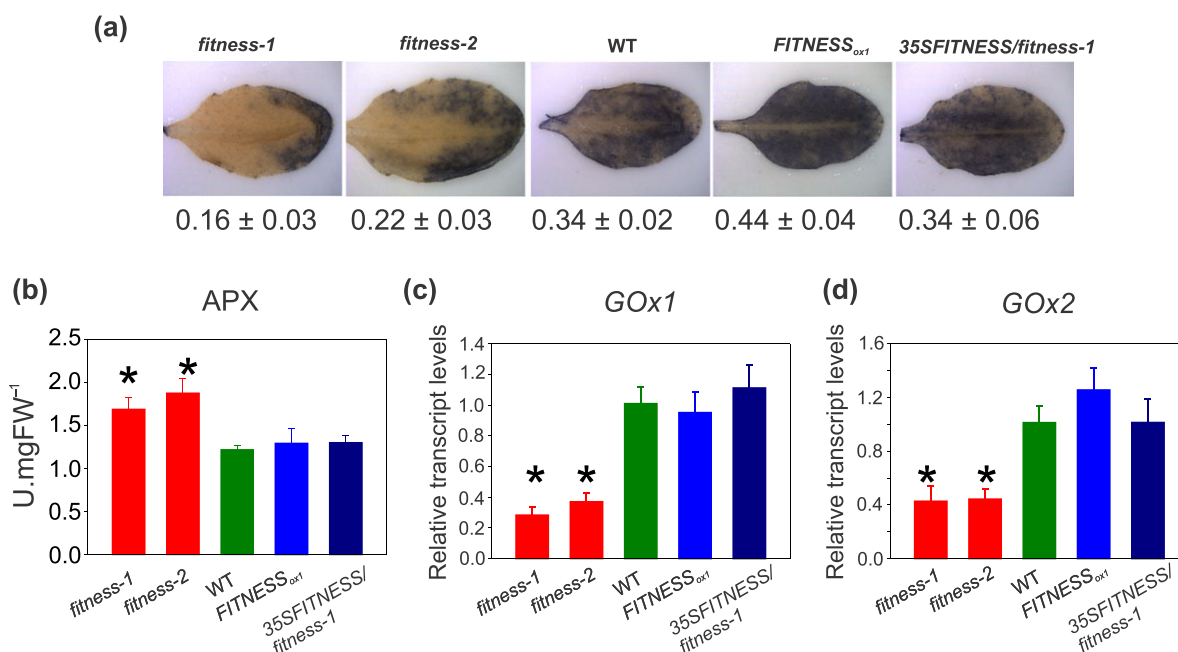 (a)
fitness-1 fitness-2 WT FITNESSox1 35SFITNESS/fitness-1
0.16 ± 0.03 0.22 ± 0.03 0.34 ± 0.02 0.44 ± 0.04 0.34 ± 0.06
(b) APX
U.mgFW⁻¹
2.5
2.0
1.5
1.0
0.5
0.0
* *
fitness-1 fitness-2 WT FITNESSox1 35SFITNESS/
fitness-1
(c) GOx1
Relative transcript levels
1.4
1.2
1.0
0.8
0.6
0.4
0.2
0.0
* *
fitness-1 fitness-2 WT FITNESSox1 35SFITNESS/
fitness-1
(d) GOx2
Relative transcript levels
1.6
1.2
0.8
0.4
0.0
* *
fitness-1 fitness-2 WT FITNESSox1 35SFITNESS/
fitness-1